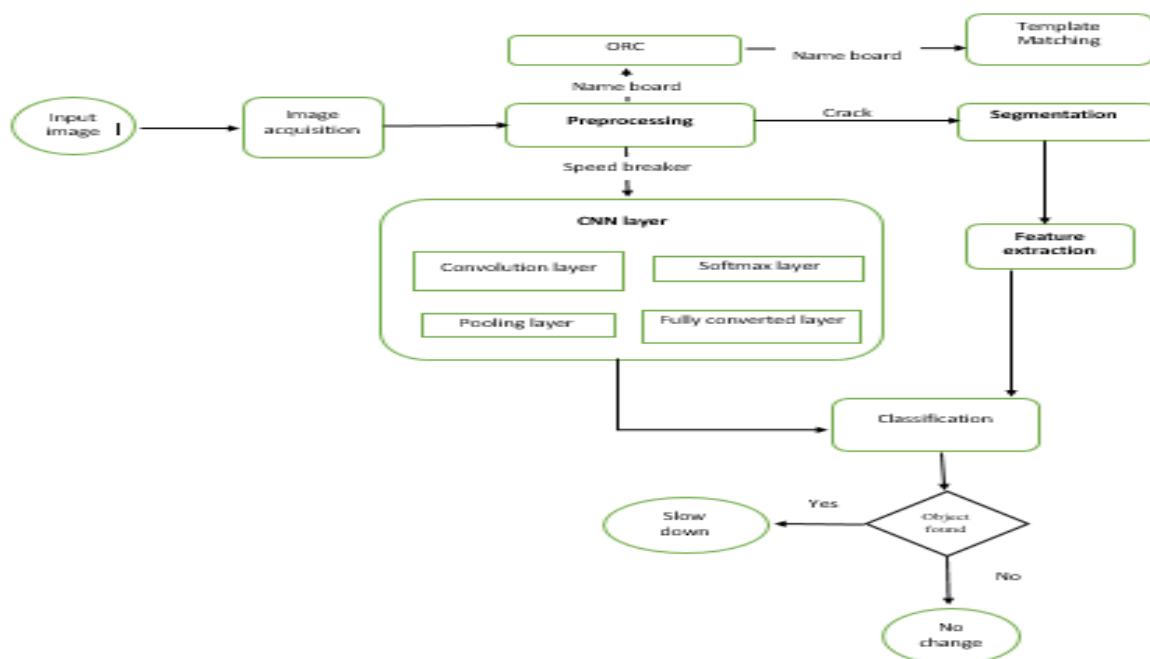 Template
Matching
ORC
Name board
Name board
Input
image
Image
acquisition
Preprocessing
Crack
Segmentation
Speed breaker
CNN layer
Feature
extraction
Convolution layer
Softmax layer
Pooling layer
Fully converted layer
Classification
Yes
Slow
down
Object
found
No
No
change